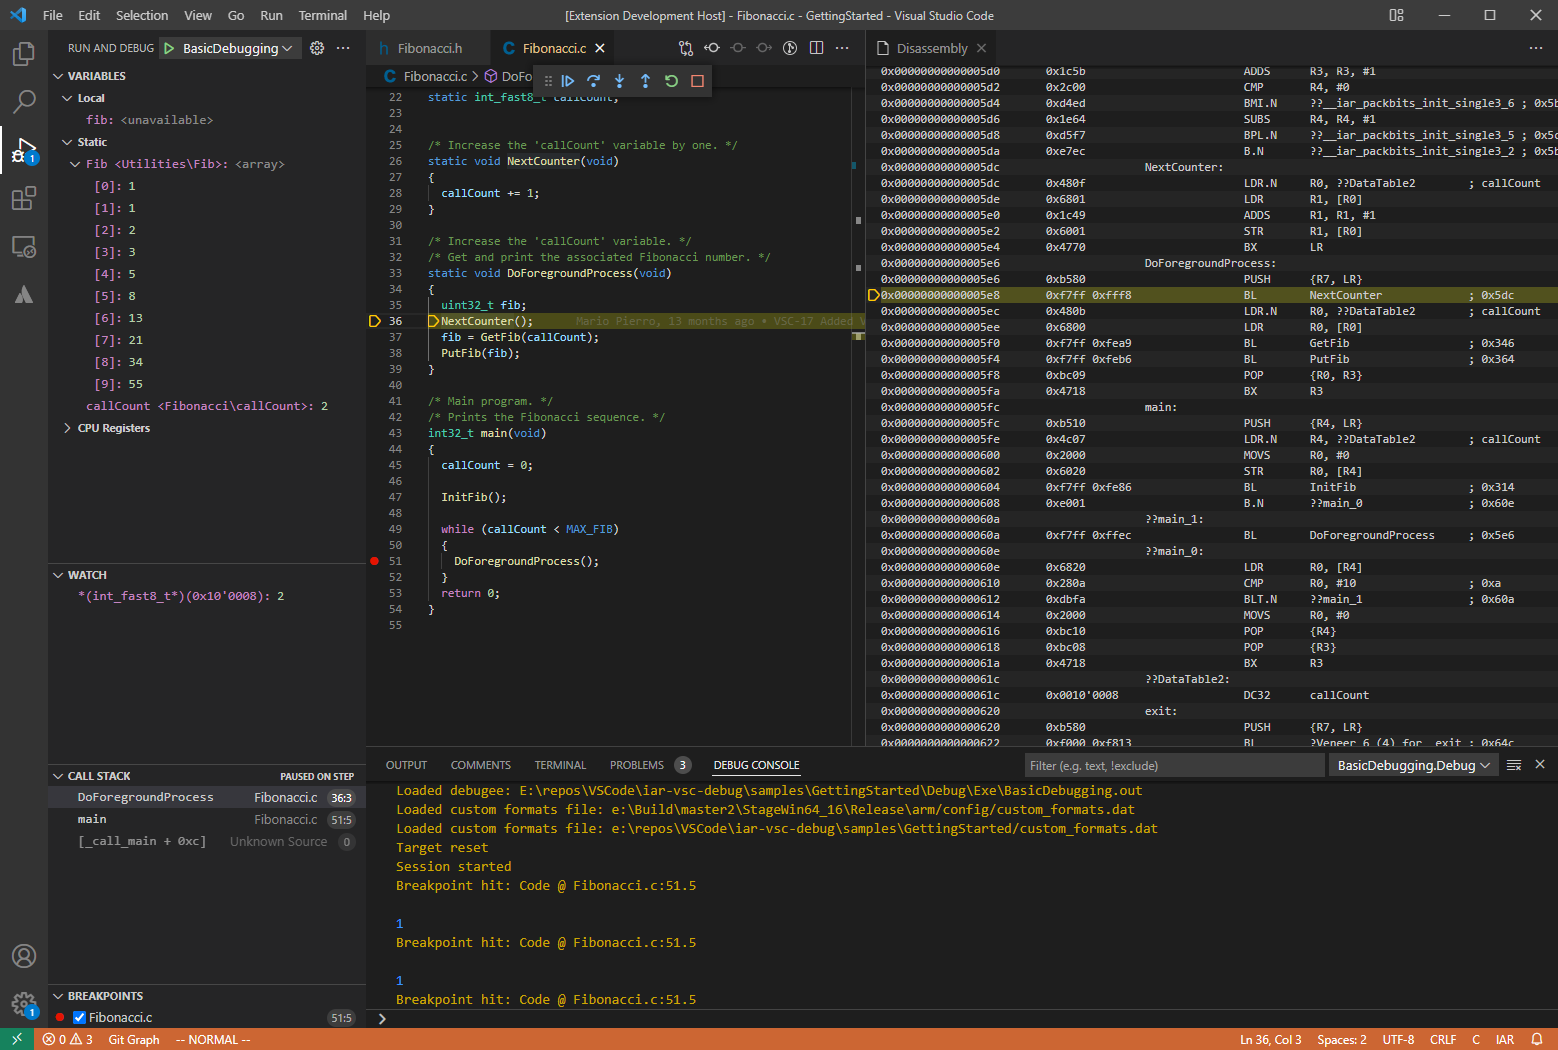 File Edit Selection View Go Run Terminal Help
[Extension Development Host] - Fibonacci.c - GettingStarted - Visual Studio Code
RUN AND DEBUG BasicDebugging
VARIABLES
Local
fib: <unavailable>
Static
Fib <Utilities\Fib>: <array>
[0]: 1
[1]: 1
[2]: 2
[3]: 3
[4]: 5
[5]: 8
[6]: 13
[7]: 21
[8]: 34
[9]: 55
callCount <Fibonacci\callCount>: 2
CPU Registers
WATCH
*(int_fast8_t*)(0x10'0008): 2
CALL STACK PAUSED ON STEP
DoForegroundProcess Fibonacci.c 36:3
main Fibonacci.c 51:5
[_call_main + 0xc] Unknown Source 0
BREAKPOINTS
Fibonacci.c 51:5
1
1
Fibonacci.h
Fibonacci.c
Fibonacci.c > DoFo
22 static int_fast8_t callCount;
23
24
25 /* Increase the 'callCount' variable by one. */
26 static void NextCounter(void)
27 {
28 callCount += 1;
29 }
30
31 /* Increase the 'callCount' variable. */
32 /* Get and print the associated Fibonacci number. */
33 static void DoForegroundProcess(void)
34 {
35 uint32_t fib;
36 NextCounter(); Mario Pierro, 13 months ago • VSC-17 Added V
37 fib = GetFib(callCount);
38 PutFib(fib);
39 }
40
41 /* Main program. */
42 /* Prints the Fibonacci sequence. */
43 int32_t main(void)
44 {
45 callCount = 0;
46
47 InitFib();
48
49 while (callCount < MAX_FIB)
50 {
51 DoForegroundProcess();
52 }
53 return 0;
54 }
55
Disassembly
0x00000000000005d0 0x1c5b ADDS R3, R3, #1
0x00000000000005d2 0x2c00 CMP R4, #0
0x00000000000005d4 0xd4ed BMI.N ??__iar_packbits_init_single3_6 ; 0x5b
0x00000000000005d6 0x1e64 SUBS R4, R4, #1
0x00000000000005d8 0xd5f7 BPL.N ??__iar_packbits_init_single3_5 ; 0x5c
0x00000000000005da 0xe7ec B.N ??__iar_packbits_init_single3_2 ; 0x5b
0x00000000000005dc NextCounter:
0x00000000000005dc 0x480f LDR.N R0, ??DataTable2 ; callCount
0x00000000000005de 0x6801 LDR R1, [R0]
0x00000000000005e0 0x1c49 ADDS R1, R1, #1
0x00000000000005e2 0x6001 STR R1, [R0]
0x00000000000005e4 0x4770 BX LR
0x00000000000005e6 DoForegroundProcess:
0x00000000000005e6 0xb580 PUSH {R7, LR}
0x00000000000005e8 0xf7ff 0xfff8 BL NextCounter ; 0x5dc
0x00000000000005ec 0x480b LDR.N R0, ??DataTable2 ; callCount
0x00000000000005ee 0x6800 LDR R0, [R0]
0x00000000000005f0 0xf7ff 0xfea9 BL GetFib ; 0x346
0x00000000000005f4 0xf7ff 0xfeb6 BL PutFib ; 0x364
0x00000000000005f8 0xbc09 POP {R0, R3}
0x00000000000005fa 0x4718 BX R3
0x00000000000005fc main:
0x00000000000005fc 0xb510 PUSH {R4, LR}
0x00000000000005fe 0x4c07 LDR.N R4, ??DataTable2 ; callCount
0x0000000000000600 0x2000 MOVS R0, #0
0x0000000000000602 0x6020 STR R0, [R4]
0x0000000000000604 0xf7ff 0xfe86 BL InitFib ; 0x314
0x0000000000000608 0xe001 B.N ??main_0 ; 0x60e
0x000000000000060a ??main_1:
0x000000000000060a 0xf7ff 0xffec BL DoForegroundProcess ; 0x5e6
0x000000000000060e ??main_0:
0x000000000000060e 0x6820 LDR R0, [R4]
0x0000000000000610 0x280a CMP R0, #10 ; 0xa
0x0000000000000612 0xdbfa BLT.N ??main_1 ; 0x60a
0x0000000000000614 0x2000 MOVS R0, #0
0x0000000000000616 0xbc10 POP {R4}
0x0000000000000618 0xbc08 POP {R3}
0x000000000000061a 0x4718 BX R3
0x000000000000061c ??DataTable2:
0x000000000000061c 0x0010'0008 DC32 callCount
0x0000000000000620 exit:
0x0000000000000620 0xb580 PUSH {R7, LR}
0x0000000000000622 0xf000 0xf813 BL ?Veneer 6 (4) for exit ; 0x64c
OUTPUT COMMENTS TERMINAL PROBLEMS 3 DEBUG CONSOLE
Filter (e.g. text, !exclude) BasicDebugging.Debug
Loaded debugee: E:\repos\VSCode\iar-vsc-debug\samples\GettingStarted\Debug\Exe\BasicDebugging.out
Loaded custom formats file: e:\Build\master2\StageWin64_16\Release\arm/config/custom_formats.dat
Loaded custom formats file: e:\repos\VSCode\iar-vsc-debug\samples\GettingStarted/custom_formats.dat
Target reset
Session started
Breakpoint hit: Code @ Fibonacci.c:51.5
1
Breakpoint hit: Code @ Fibonacci.c:51.5
1
Breakpoint hit: Code @ Fibonacci.c:51.5
0 3 Git Graph -- NORMAL -- Ln 36, Col 3 Spaces: 2 UTF-8 CRLF C IAR